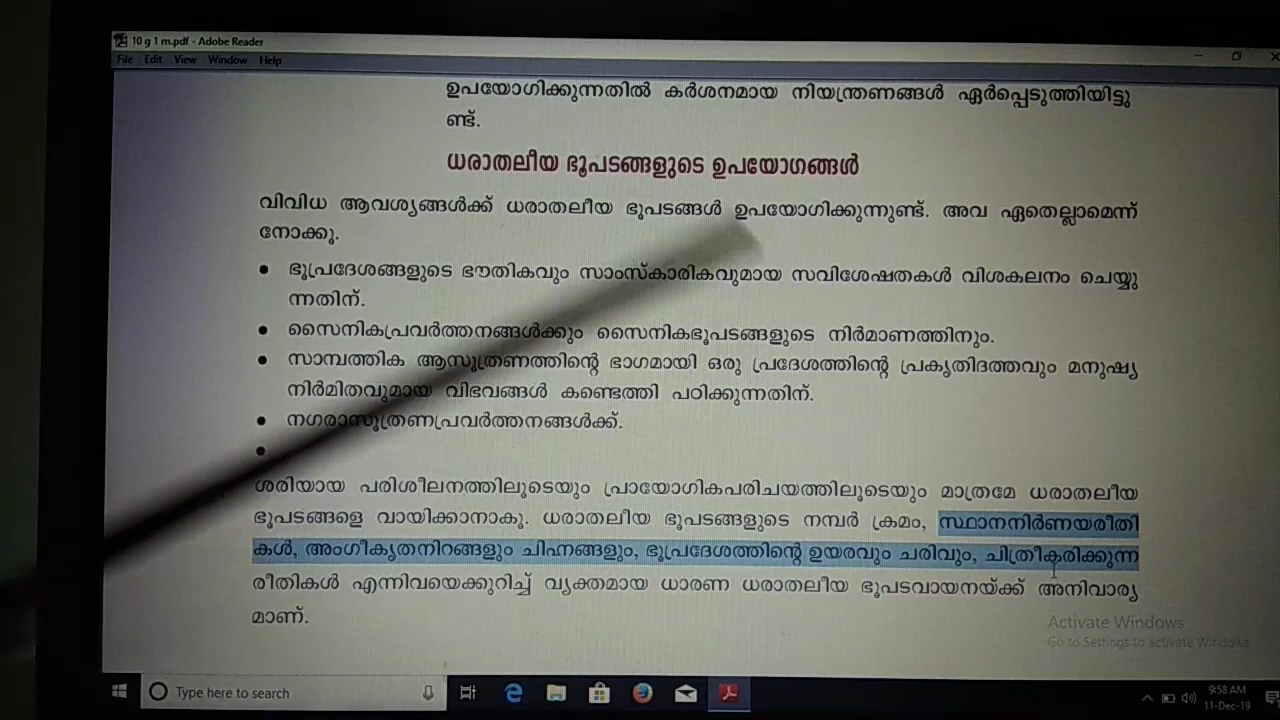 10 g 1 m.pdf - Adobe Reader
File Edit View Window Help
ഉപയോഗിക്കുന്നതിൽ കർശനമായ നിയന്ത്രണങ്ങൾ ഏർപ്പെടുത്തിയിട്ടു
ണ്ട്.
ധരാതലീയ ഭൂപടങ്ങളുടെ ഉപയോഗങ്ങൾ
വിവിധ ആവശ്യങ്ങൾക്ക് ധരാതലീയ ഭൂപടങ്ങൾ ഉപയോഗിക്കുന്നുണ്ട്. അവ ഏതെല്ലാമെന്ന്
നോക്കൂ.
• ഭൂപ്രദേശങ്ങളുടെ ഭൗതികവും സാംസ്കാരികവുമായ സവിശേഷതകൾ വിശകലനം ചെയ്യു
ന്നതിന്.
• സൈനികപ്രവർത്തനങ്ങൾക്കും സൈനികഭൂപടങ്ങളുടെ നിർമാണത്തിനും.
• സാമ്പത്തിക ആസൂത്രണത്തിന്റെ ഭാഗമായി ഒരു പ്രദേശത്തിന്റെ പ്രകൃതിദത്തവും മനുഷ്യ
നിർമിതവുമായ വിഭവങ്ങൾ കണ്ടെത്തി പഠിക്കുന്നതിന്.
• നഗരാസൂത്രണപ്രവർത്തനങ്ങൾക്ക്.
•
ശരിയായ പരിശീലനത്തിലൂടെയും പ്രായോഗികപരിചയത്തിലൂടെയും മാത്രമേ ധരാതലീയ
ഭൂപടങ്ങളെ വായിക്കാനാകൂ. ധരാതലീയ ഭൂപടങ്ങളുടെ നമ്പർ ക്രമം, സ്ഥാനനിർണയരീതി
കൾ, അംഗീകൃതനിറങ്ങളും ചിഹ്നങ്ങളും, ഭൂപ്രദേശത്തിന്റെ ഉയരവും ചരിവും, ചിത്രീകരിക്കുന്ന
രീതികൾ എന്നിവയെക്കുറിച്ച് വ്യക്തമായ ധാരണ ധരാതലീയ ഭൂപടവായനയ്ക്ക് അനിവാര്യ
മാണ്.
Activate Windows
Go to Settings to activate Windows.
Type here to search
9:58 AM
11-Dec-19